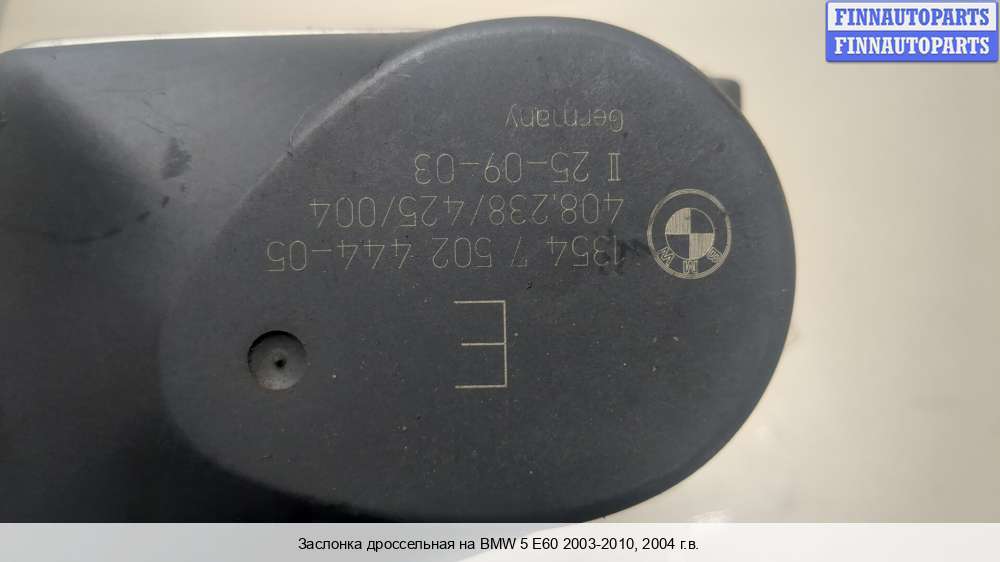 FINNAUTOPARTS
FINNAUTOPARTS
BMW
1354 7 502 444-05
408.238/425/004
II 25-09-03
Germany
E
Заслонка дроссельная на BMW 5 E60 2003-2010, 2004 г.в.